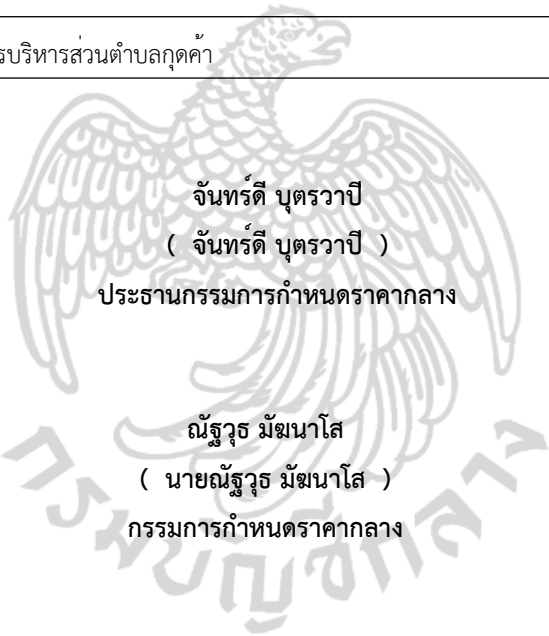 รบริหารส่วนตำบลกุดค้า
จันทร์ดี บุตรวาปี
( จันทร์ดี บุตรวาปี )
ประธานกรรมการกำหนดราคากลาง
ณัฐวุธ มัฆนาโส
( นายณัฐวุธ มัฆนาโส )
กรรมการกำหนดราคากลาง
กรมบัญชีกลาง